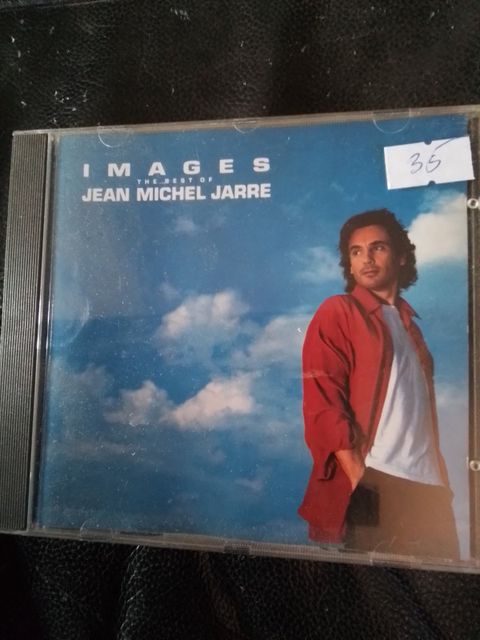 IMAGES
THE BEST OF
JEAN MICHEL JARRE
35